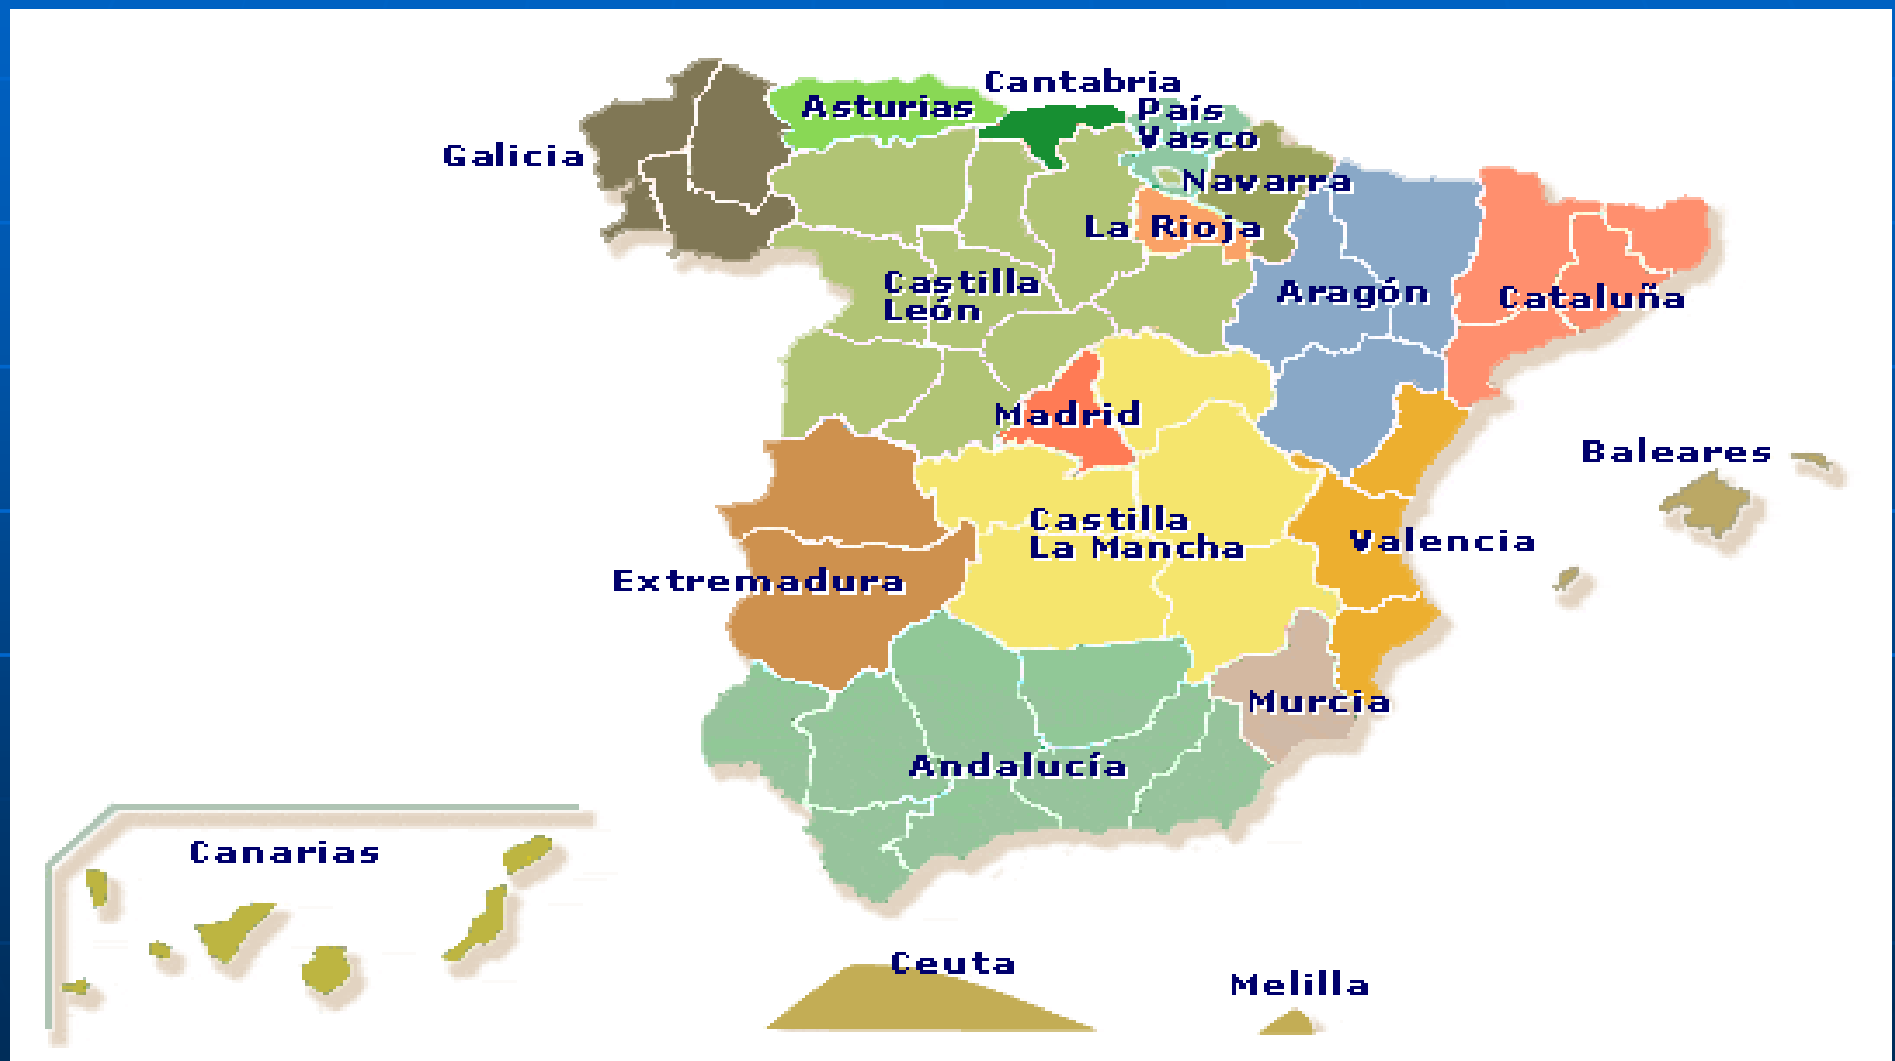 Cantabria
Asturias
País
Vasco
Galicia
Navarra
La Rioja
Castilla
León
Aragón
Cataluña
Madrid
Baleares
Castilla
La Mancha
Valencia
Extremadura
Murcia
Andalucía
Canarias
Ceuta
Melilla